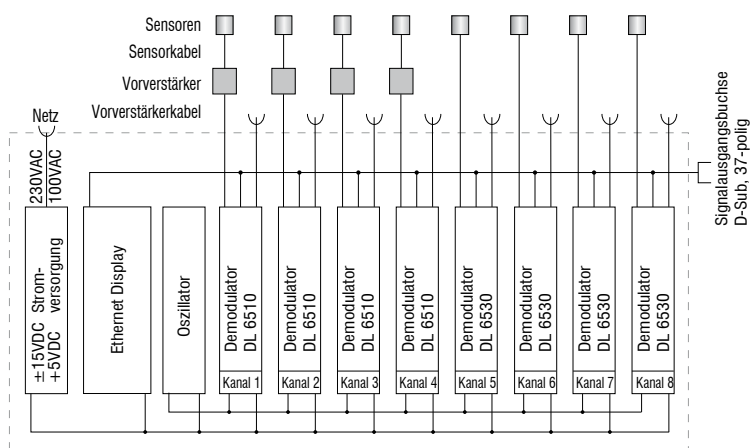 Sensoren
Sensorkabel
Vorverstärker
Vorverstärkerkabel
Netz
230VAC
100VAC
Signalausgangsbuchse
D-Sub, 37-polig
±15VDC Strom-
+5VDC versorgung
Ethernet Display
Oszillator
Demodulator
DL 6510
Demodulator
DL 6510
Demodulator
DL 6510
Demodulator
DL 6510
Demodulator
DL 6530
Demodulator
DL 6530
Demodulator
DL 6530
Demodulator
DL 6530
Kanal 1
Kanal 2
Kanal 3
Kanal 4
Kanal 5
Kanal 6
Kanal 7
Kanal 8